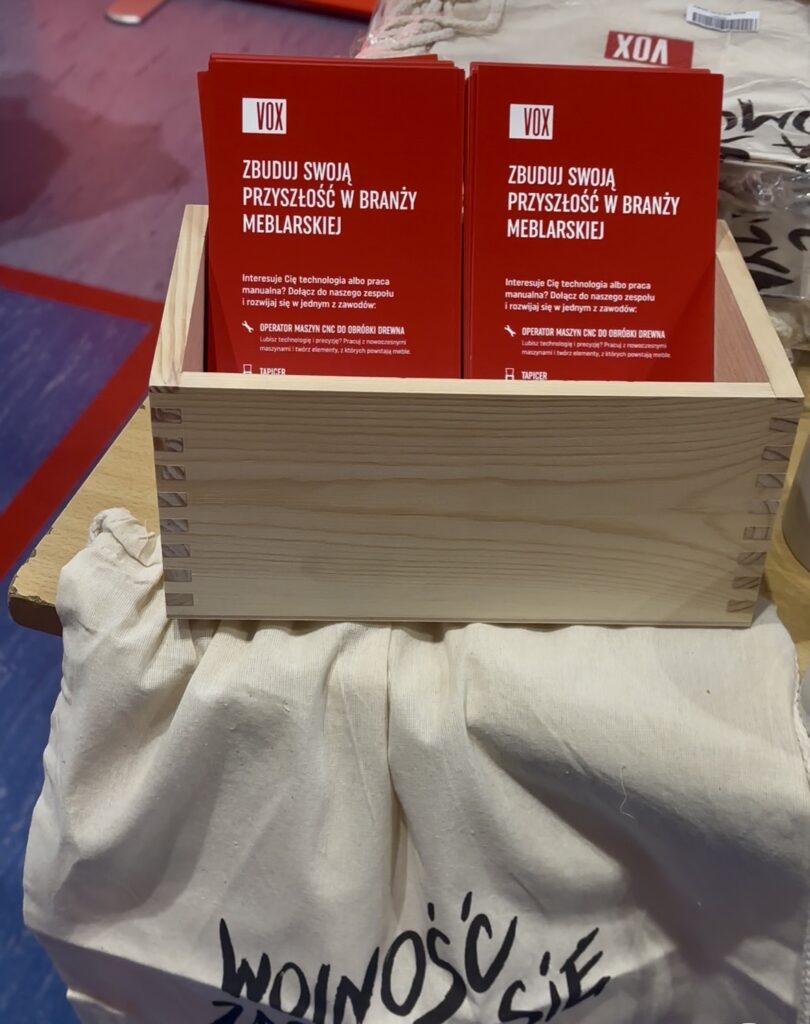 VOX
VOX
ZBUDUJ SWOJĄ
PRZYSZŁOŚĆ W BRANŻY
MEBLARSKIEJ
Interesuje Cię technologia albo praca
manualna? Dołącz do naszego zespołu
i rozwijaj się w jednym z zawodów:
OPERATOR MASZYN CNC DO OBRÓBKI DREWNA
Lubisz technologię i precyzję? Pracuj z nowoczesnymi
maszynami i twórz elementy, z których powstają meble.
TAPICER
VOX
ZBUDUJ SWOJĄ
PRZYSZŁOŚĆ W BRANŻY
MEBLARSKIEJ
Interesuje Cię technologia albo praca
manualna? Dołącz do naszego zespołu
i rozwijaj się w jednym z zawodów:
OPERATOR MASZYN CNC DO OBRÓBKI DREWNA
Lubisz technologię i precyzję? Pracuj z nowoczesnymi
maszynami i twórz elementy, z których powstają meble.
TAPICER
WOLNOŚĆ
SiĘ